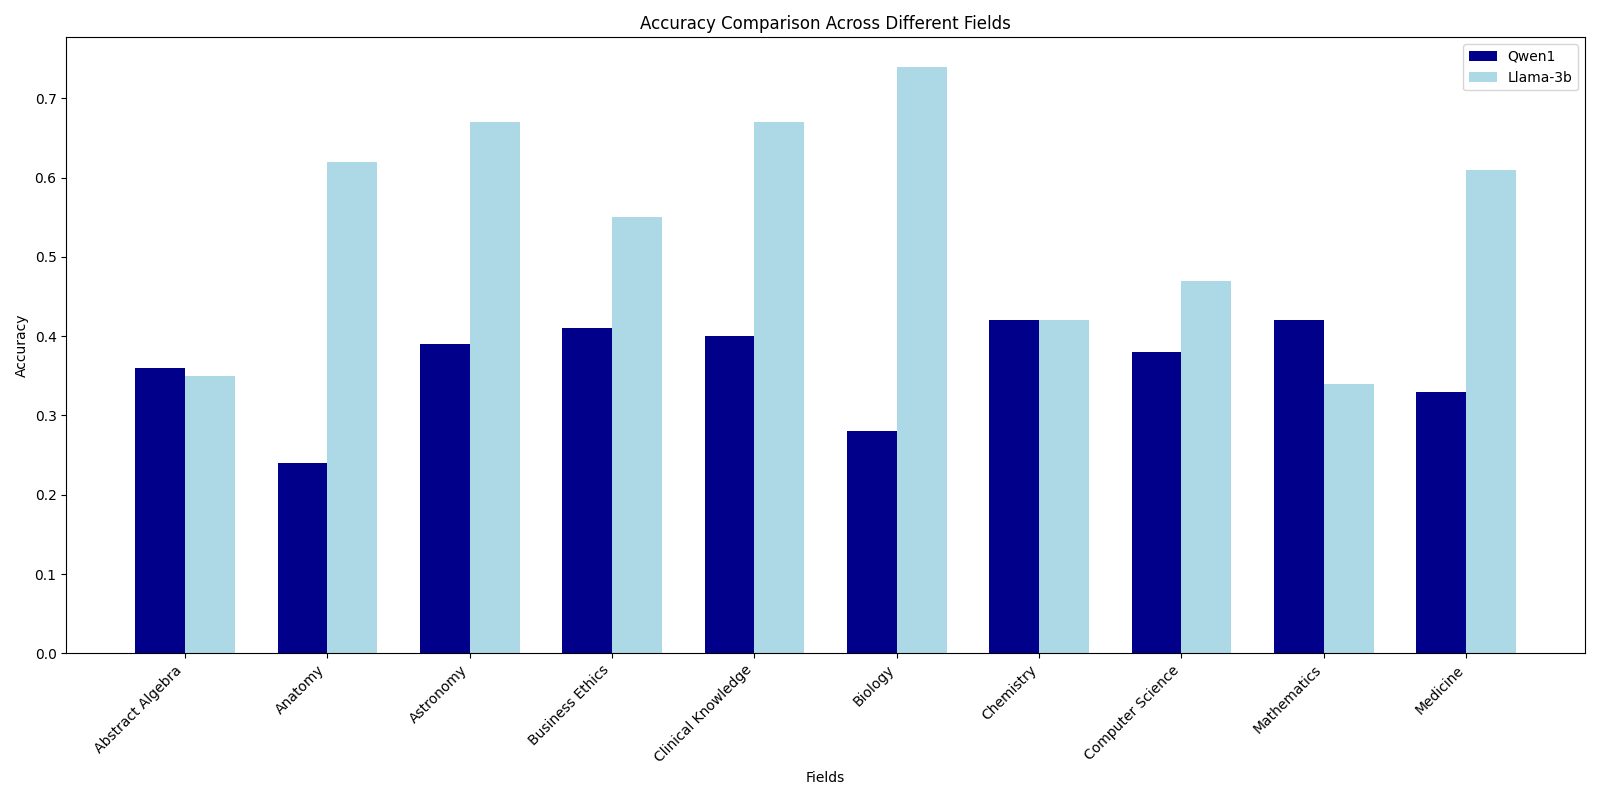 Accuracy Comparison Across Different Fields
Qwen1
Llama-3b
Accuracy
0.7
0.6
0.5
0.4
0.3
0.2
0.1
0.0
Abstract Algebra
Anatomy
Astronomy
Business Ethics
Clinical Knowledge
Biology
Chemistry
Computer Science
Mathematics
Medicine
Fields